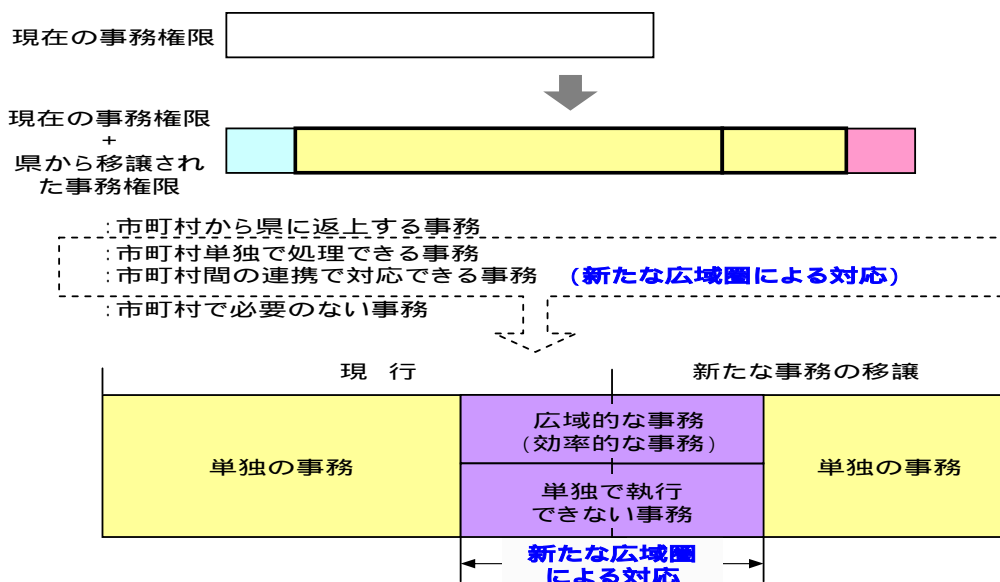 現在の事務権限
現在の事務権限
+
県から移譲され
た事務権限
:市町村から県に返上する事務
:市町村単独で処理できる事務
:市町村間の連携で対応できる事務 (新たな広域圏による対応)
:市町村で必要のない事務
現 行
新たな事務の移譲
単独の事務
広域的な事務
(効率的な事務)
単独で執行
できない事務
単独の事務
新たな広域圏
による対応